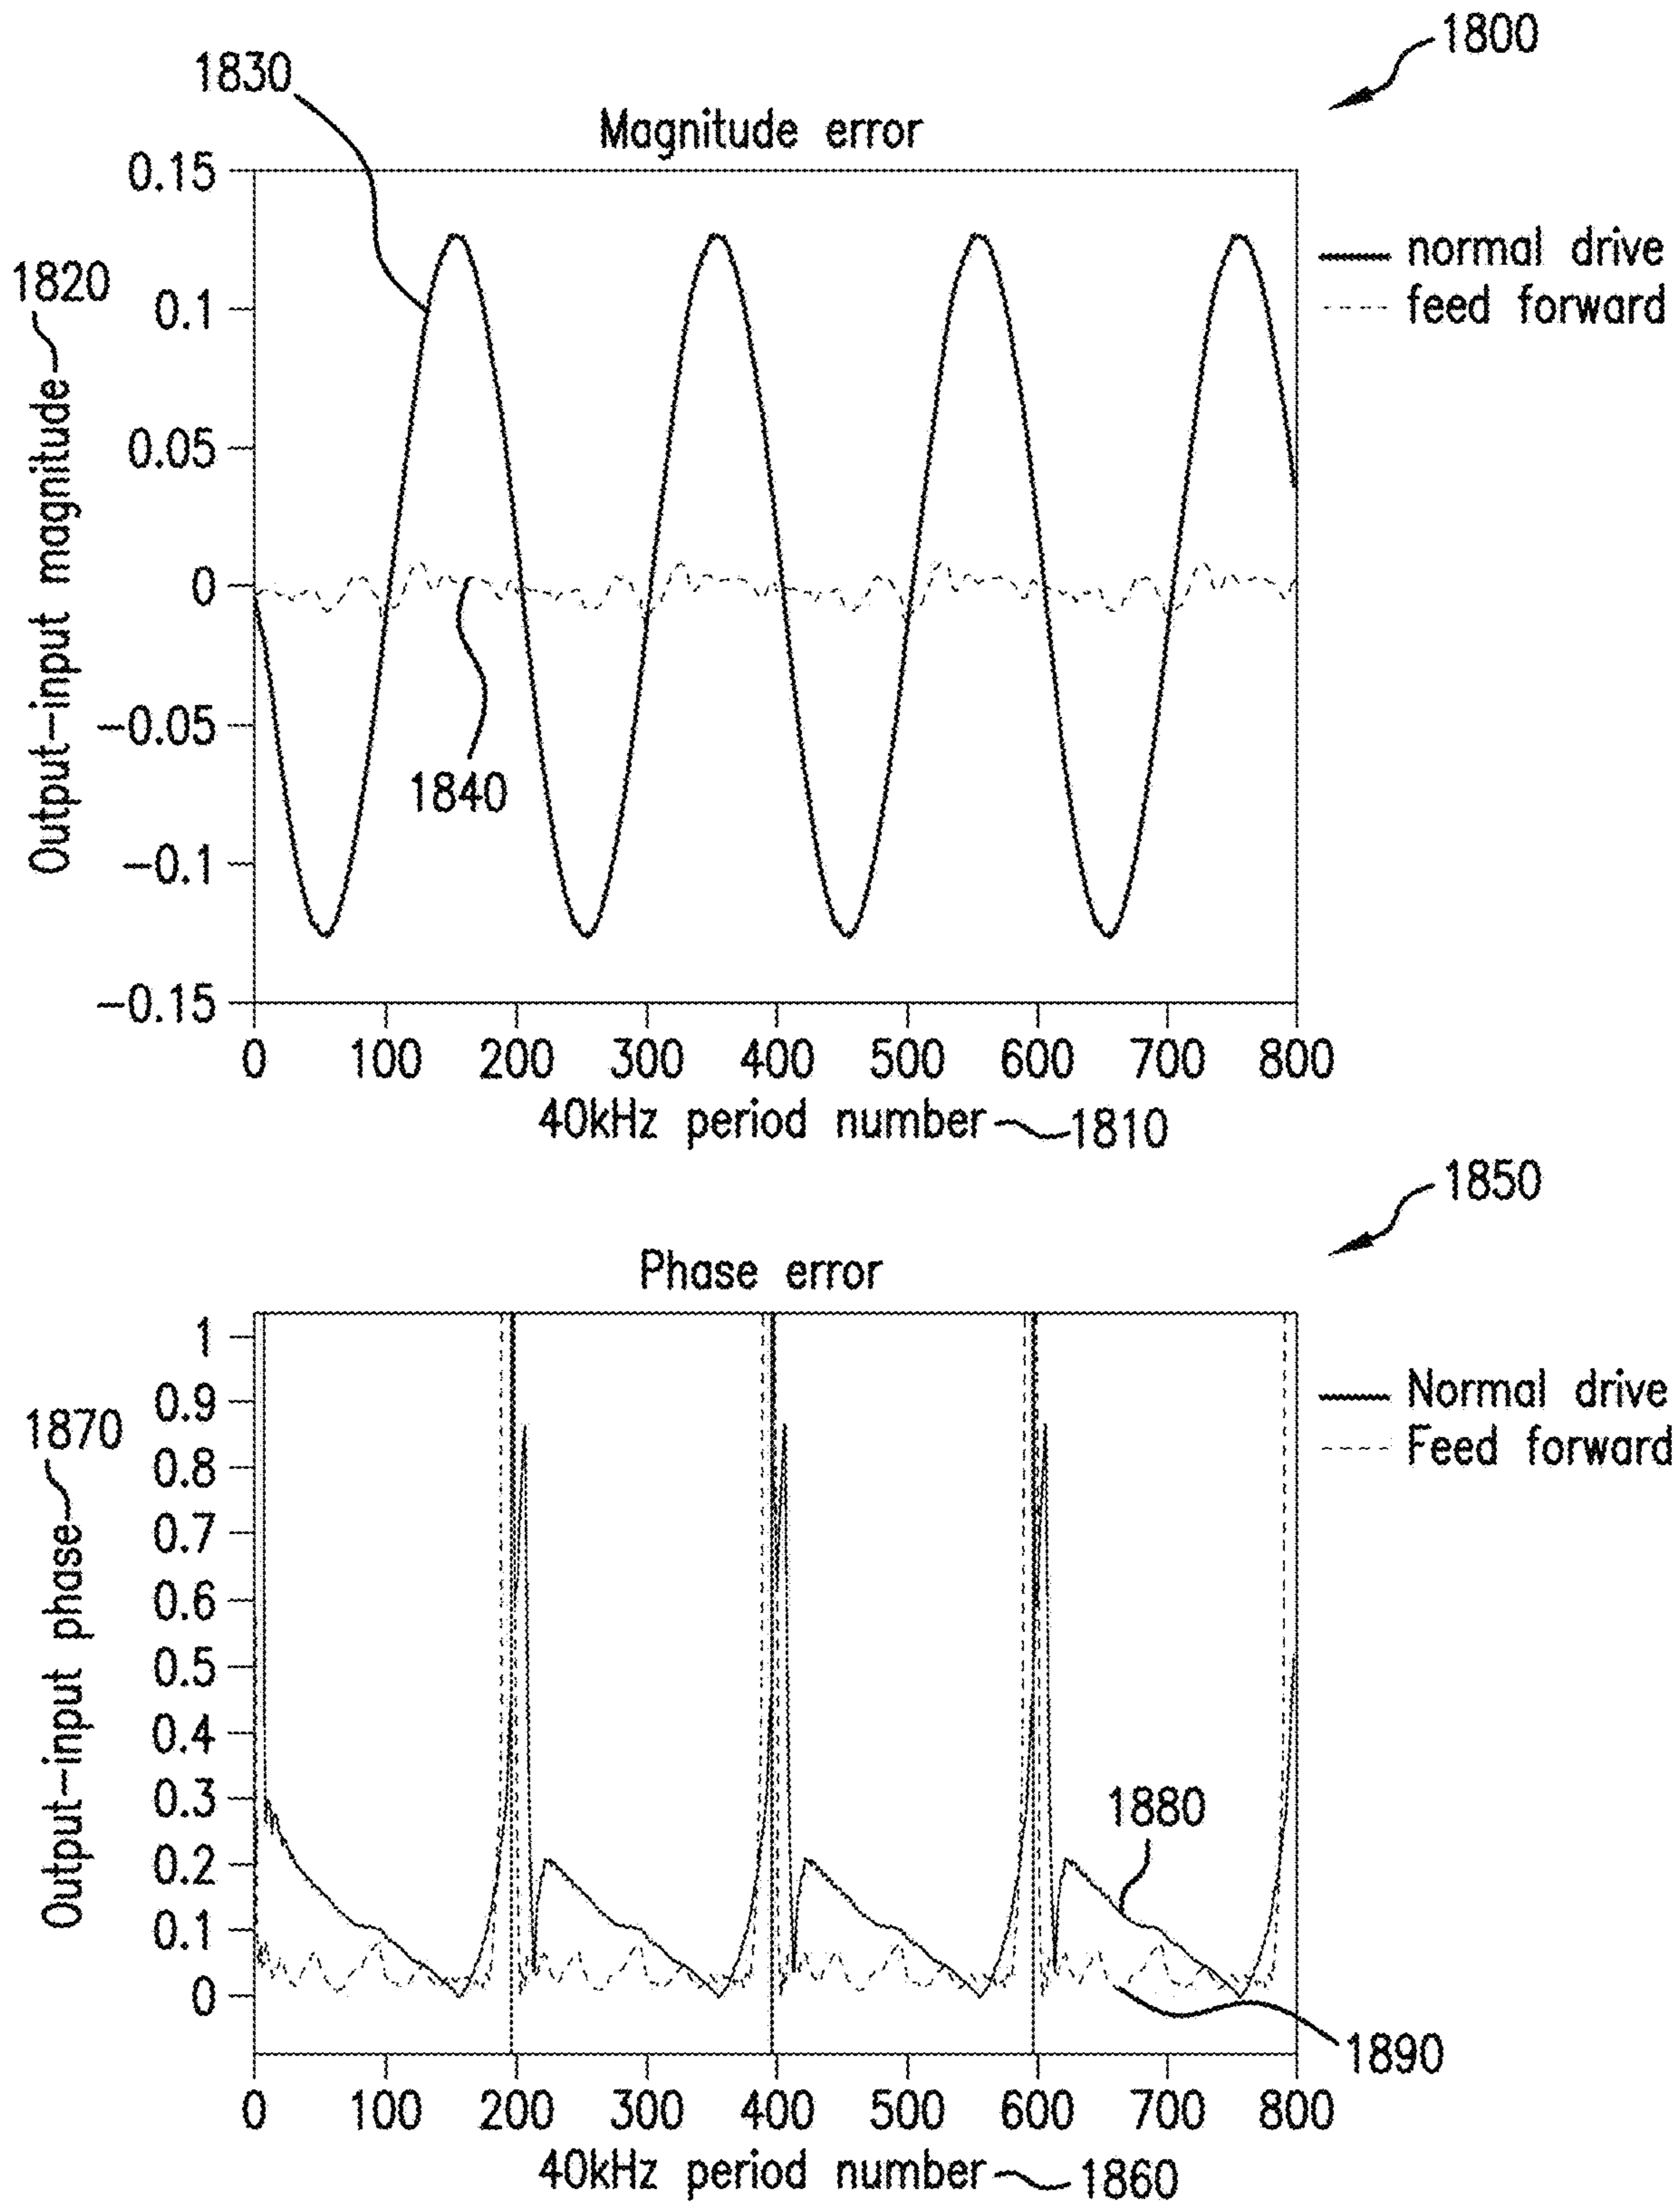 1800
1830
Magnitude error
0.15
0.1
0.05
0
-0.05
-0.1
-0.15
1820
Output-input magnitude
normal drive
feed forward
1840
0 100 200 300 400 500 600 700 800
40kHz period number 1810
1850
Phase error
1
0.9
0.8
0.7
0.6
0.5
0.4
0.3
0.2
0.1
0
1870
Output-input phase
Normal drive
Feed forward
1880
1890
0 100 200 300 400 500 600 700 800
40kHz period number 1860